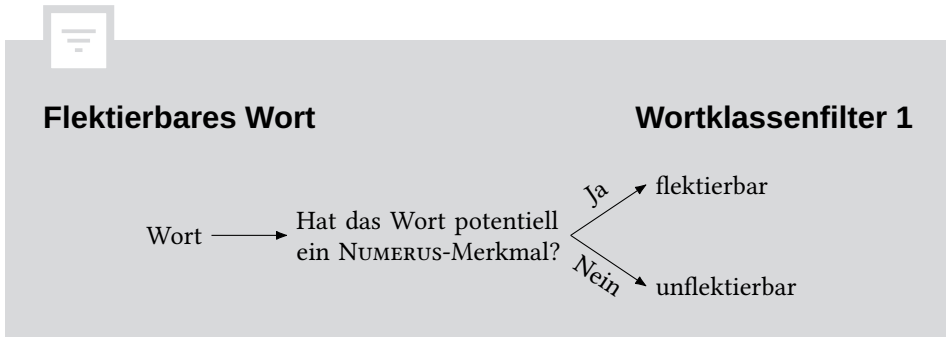 Flektierbares Wort
Wortklassenfilter 1
Ja
flektierbar
Wort
Hat das Wort potentiell
ein NUMERUS-Merkmal?
Nein
unflektierbar